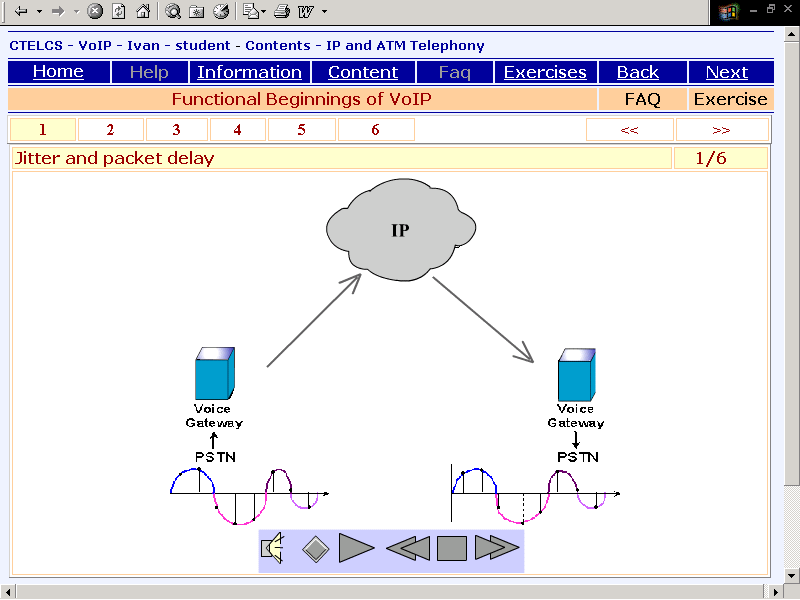 CTELCS - VoIP - Ivan - student - Contents - IP and ATM Telephony
Home Help Information Content Faq Exercises Back Next
Functional Beginnings of VoIP FAQ Exercise
1 2 3 4 5 6 << >>
Jitter and packet delay 1/6
IP
Voice Gateway
PSTN
Voice Gateway
PSTN